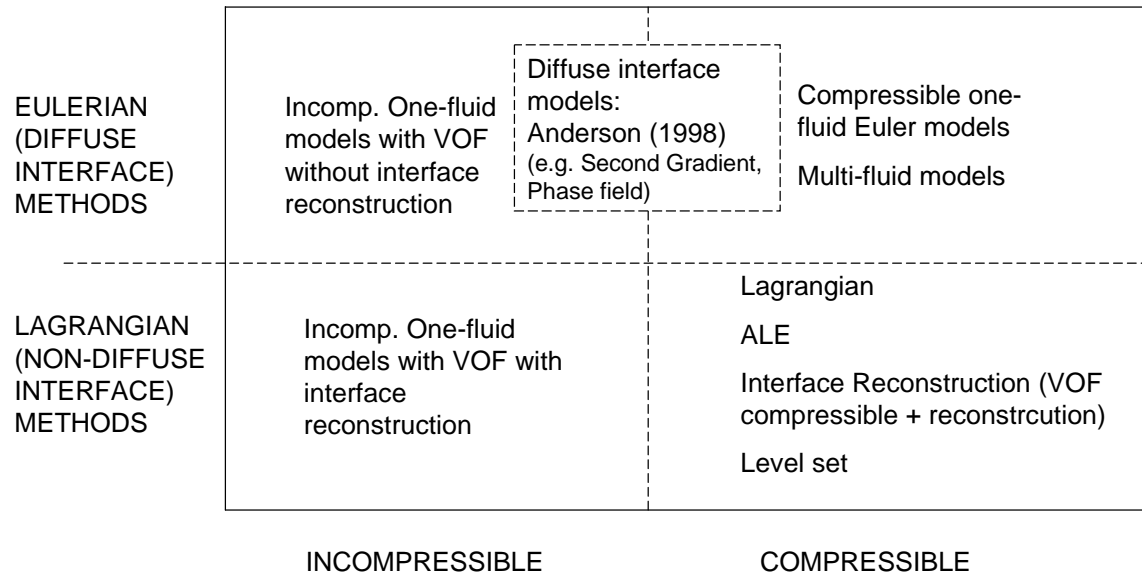 EULERIAN
(DIFFUSE
INTERFACE)
METHODS
Incomp. One-fluid
models with VOF
without interface
reconstruction
Diffuse interface
models:
Anderson (1998)
(e.g. Second Gradient,
Phase field)
Compressible one-
fluid Euler models
Multi-fluid models
LAGRANGIAN
(NON-DIFFUSE
INTERFACE)
METHODS
Incomp. One-fluid
models with VOF with
interface
reconstruction
Lagrangian
ALE
Interface Reconstruction (VOF
compressible + reconstrcution)
Level set
INCOMPRESSIBLE
COMPRESSIBLE